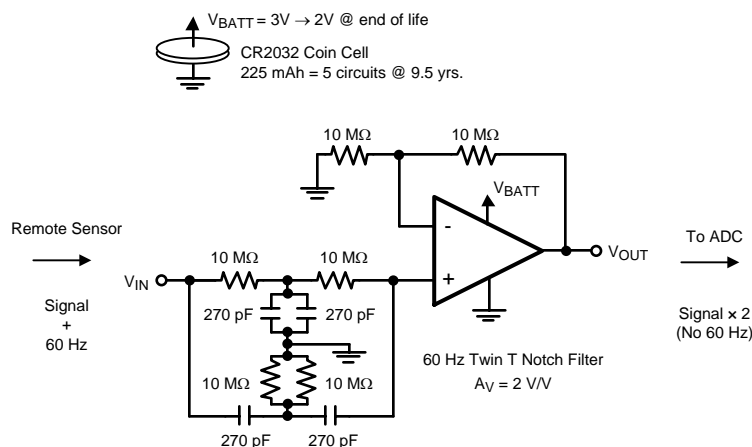 VBATT = 3V → 2V @ end of life
CR2032 Coin Cell
225 mAh = 5 circuits @ 9.5 yrs.
10 MΩ
10 MΩ
VBATT
-
+
VOUT
Remote Sensor
Signal
+
60 Hz
VIN
10 MΩ
10 MΩ
270 pF
270 pF
10 MΩ
10 MΩ
270 pF
270 pF
60 Hz Twin T Notch Filter
AV = 2 V/V
To ADC
Signal × 2
(No 60 Hz)